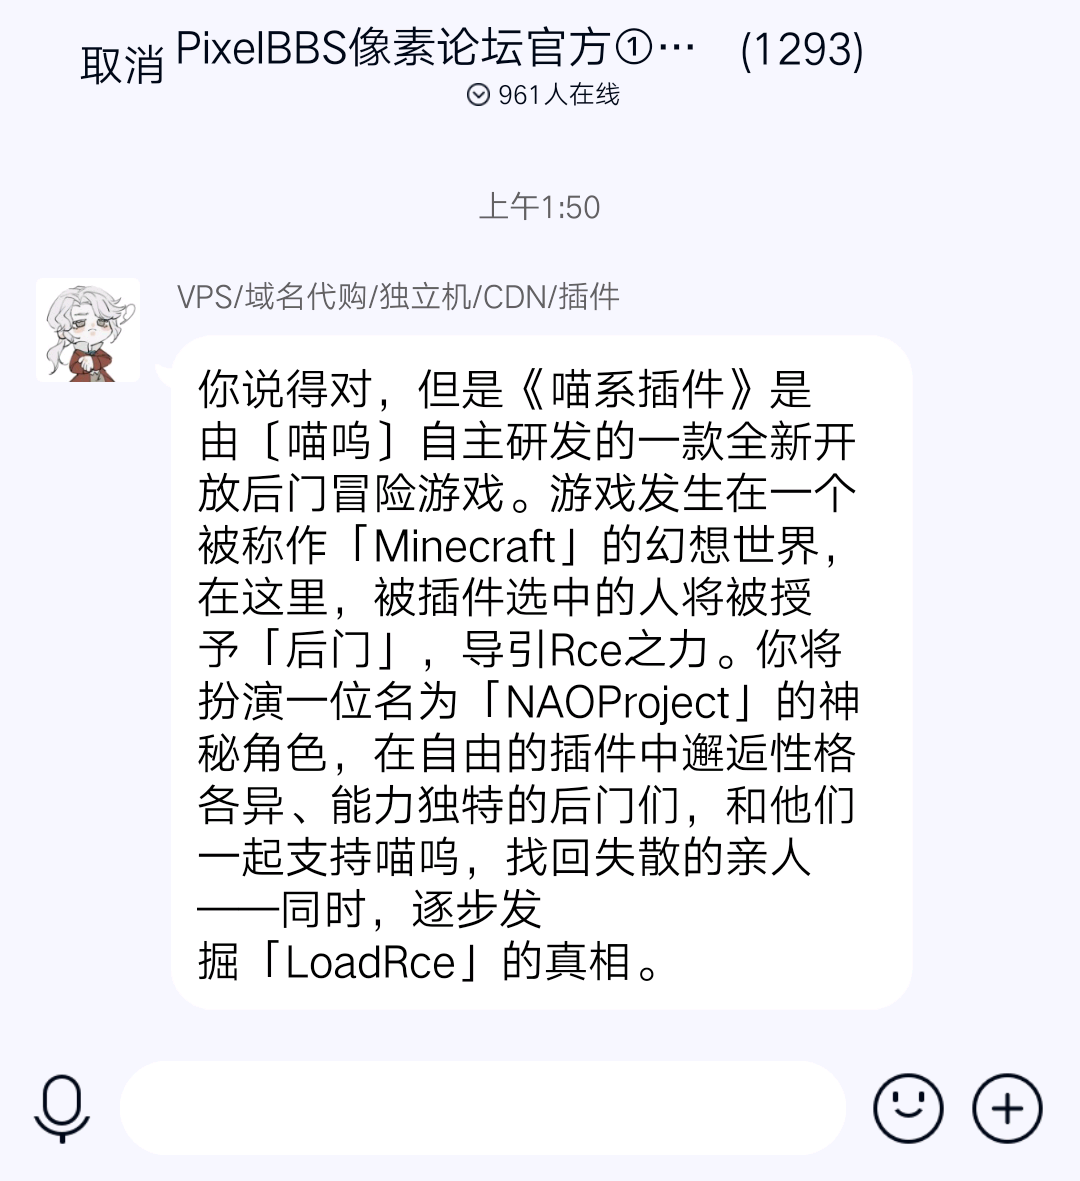 取消 PixelBBS像素论坛官方①… (1293)
961人在线
上午1:50
VPS/域名代购/独立机/CDN/插件
你说得对，但是《喵系插件》是
由〔喵呜〕自主研发的一款全新开
放后门冒险游戏。游戏发生在一个
被称作「Minecraft」的幻想世界，
在这里，被插件选中的人将被授
予「后门」，导引Rce之力。你将
扮演一位名为「NAOProject」的神
秘角色，在自由的插件中邂逅性格
各异、能力独特的后门们，和他们
一起支持喵呜，找回失散的亲人
——同时，逐步发
掘「LoadRce」的真相。